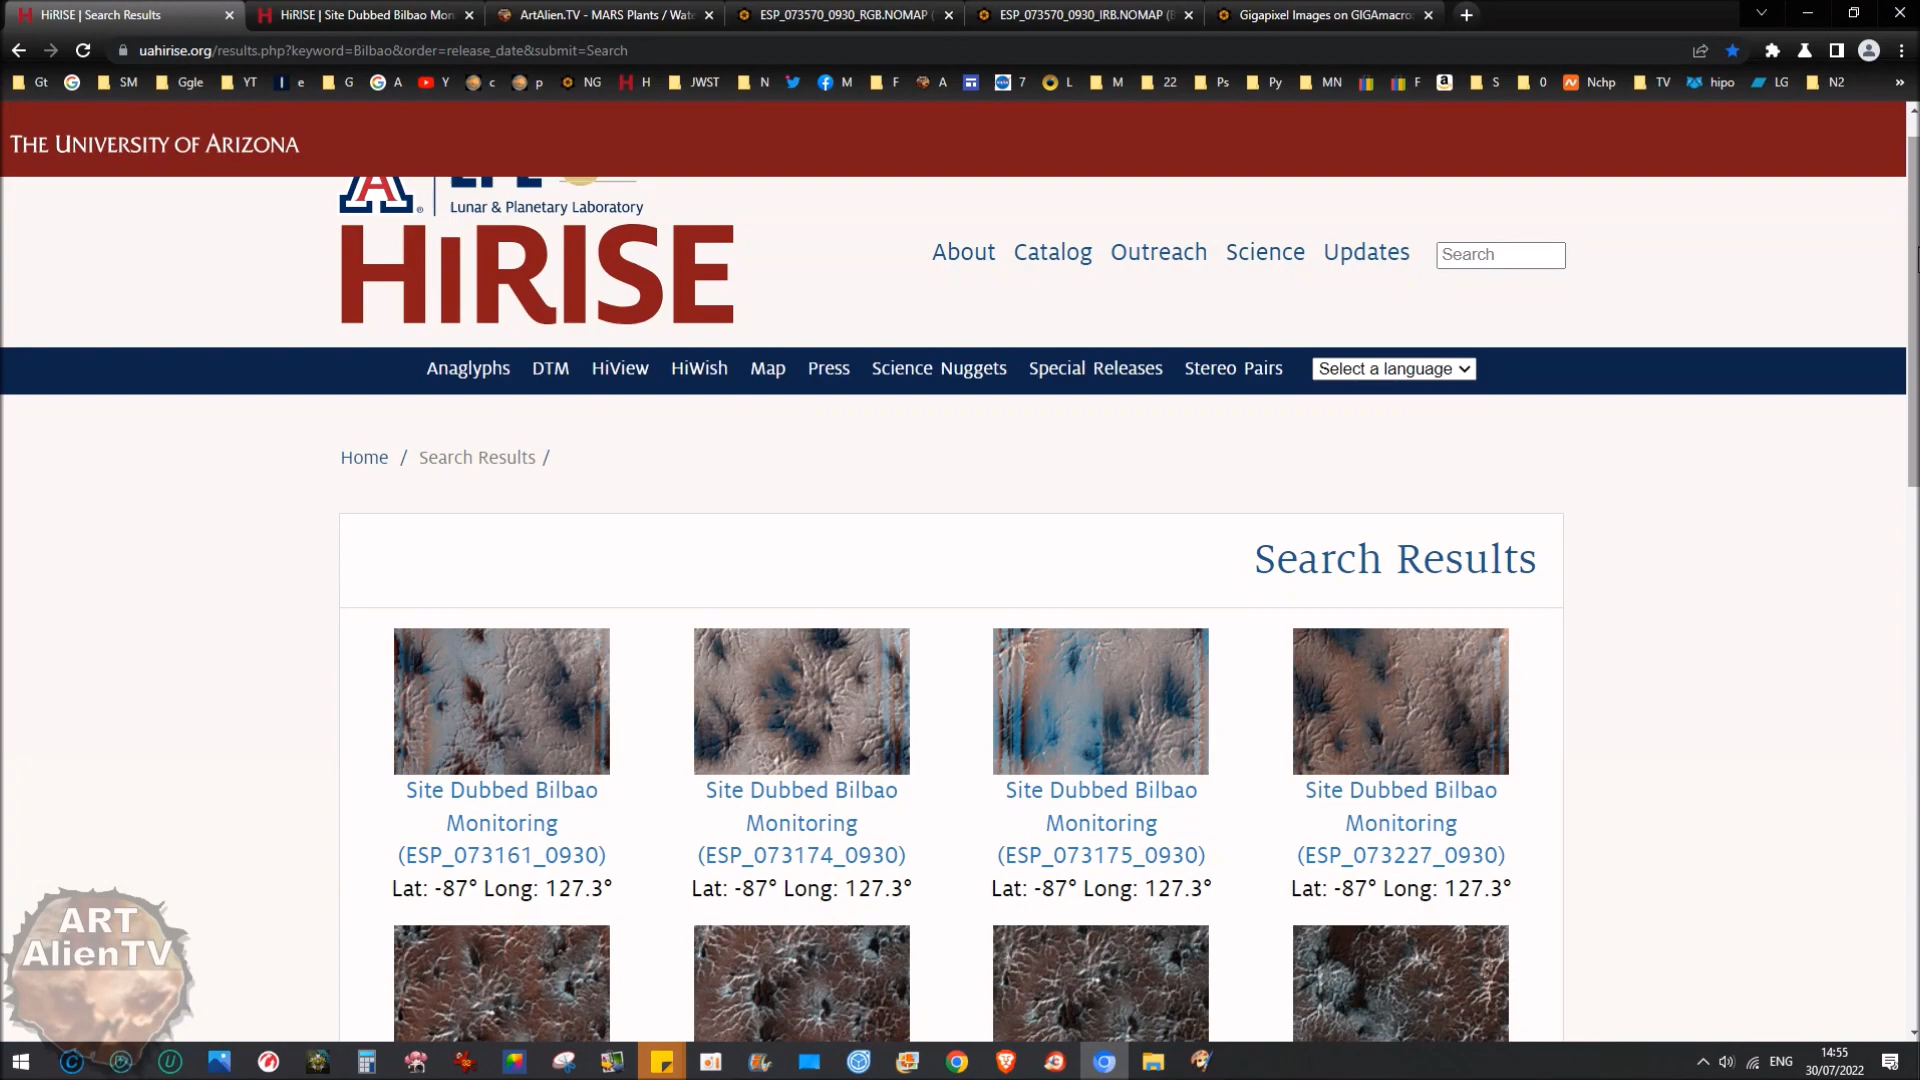 HiRISE | Search Results
HiRISE | Site Dubbed Bilbao Mon
ArtAlien.TV - MARS Plants / Wate
ESP_073570_0930_RGB.NOMAP (
ESP_073570_0930_IRB.NOMAP (
Gigapixel Images on GIGAmacro
uahirise.org/results.php?keyword=Bilbao&order=release_date&submit=Search
Gt SM Ggle YT e G A Y c p NG H JWST N M F A 7 L M 22 Ps Py MN F S 0 Nchp TV hipo LG N2 »
THE UNIVERSITY OF ARIZONA
Lunar & Planetary Laboratory
HiRISE
About Catalog Outreach Science Updates Search
Anaglyphs DTM HiView HiWish Map Press Science Nuggets Special Releases Stereo Pairs Select a language
Home / Search Results /
Search Results
Site Dubbed Bilbao
Monitoring
(ESP_073161_0930)
Lat: -87° Long: 127.3°
Site Dubbed Bilbao
Monitoring
(ESP_073174_0930)
Lat: -87° Long: 127.3°
Site Dubbed Bilbao
Monitoring
(ESP_073175_0930)
Lat: -87° Long: 127.3°
Site Dubbed Bilbao
Monitoring
(ESP_073227_0930)
Lat: -87° Long: 127.3°
ART
AlienTV
ENG
14:55
30/07/2022